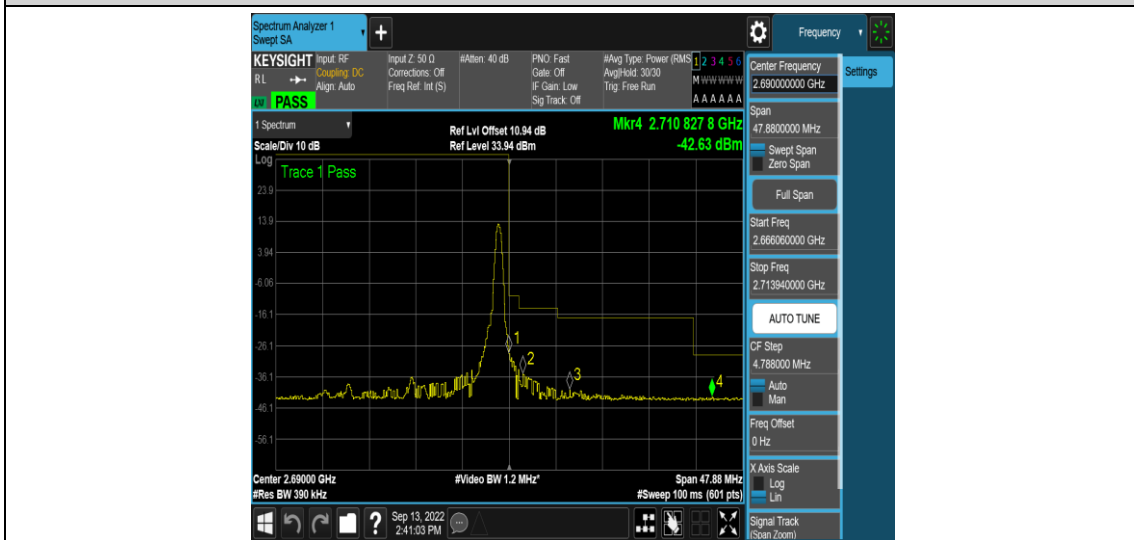 Spectrum Analyzer 1
Swept SA
+
Frequency
KEYSIGHT
R L
PASS
Input: RF
Coupling: DC
Align: Auto
Input Z: 50 Ω
Corrections: Off
Freq Ref: Int (S)
#Atten: 40 dB
PNO: Fast
Gate: Off
IF Gain: Low
Sig Track: Off
#Avg Type: Power (RMS
Avg|Hold: 30/30
Trig: Free Run
1 2 3 4 5 6
M W W W W W
A A A A A A
1 Spectrum
Scale/Div 10 dB
Ref Lvl Offset 10.94 dB
Ref Level 33.94 dBm
Mkr4 2.710 827 8 GHz
-42.63 dBm
Log
Trace 1 Pass
23.9
13.9
3.94
-6.06
-16.1
-26.1
-36.1
-46.1
-56.1
1
2
3
4
Center 2.69000 GHz
#Res BW 390 kHz
#Video BW 1.2 MHz*
Span 47.88 MHz
#Sweep 100 ms (601 pts)
?
Sep 13, 2022
2:41:03 PM
Center Frequency
2.690000000 GHz
Settings
Span
47.8800000 MHz
Swept Span
Zero Span
Full Span
Start Freq
2.666060000 GHz
Stop Freq
2.713940000 GHz
AUTO TUNE
CF Step
4.788000 MHz
Auto
Man
Freq Offset
0 Hz
X Axis Scale
Log
Lin
Signal Track
(Span Zoom)